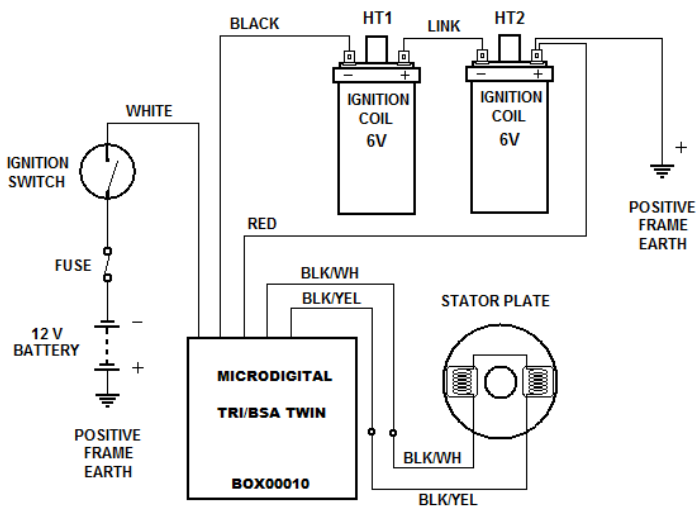 BLACK
HT1
LINK
HT2
WHITE
- +
- +
IGNITION
COIL
6V
IGNITION
COIL
6V
+
POSITIVE
FRAME
EARTH
IGNITION
SWITCH
RED
FUSE
BLK/WH
BLK/YEL
STATOR PLATE
12 V
BATTERY
-
+
POSITIVE
FRAME
EARTH
MICRODIGITAL
TRI/BSA TWIN
BOX00010
BLK/WH
BLK/YEL